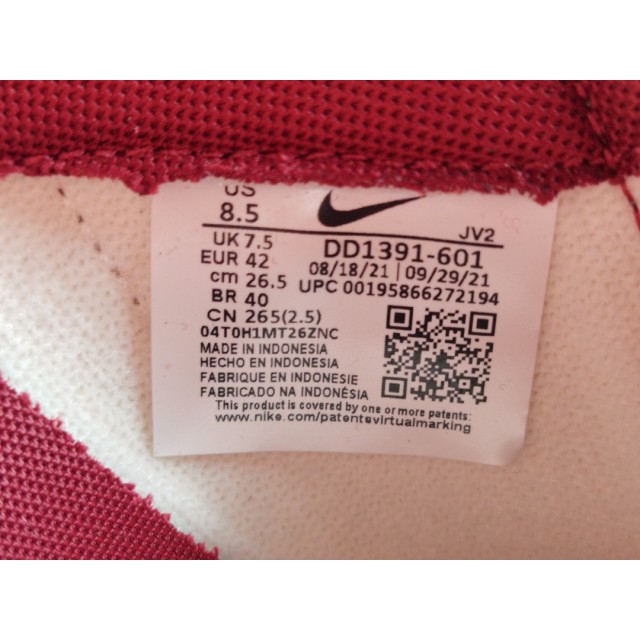 US
8.5
JV2
UK 7.5
DD1391-601
EUR 42
08/18/21 | 09/29/21
cm 26.5
UPC 00195866272194
BR 40
CN 265(2.5)
04T0H1MT26ZNC
MADE IN INDONESIA
HECHO EN INDONESIA
FABRIQUE EN INDONESIE
FABRICADO NA INDONÉSIA
This product is covered by one or more patents:
www.nike.com/patentsvirtualmarking